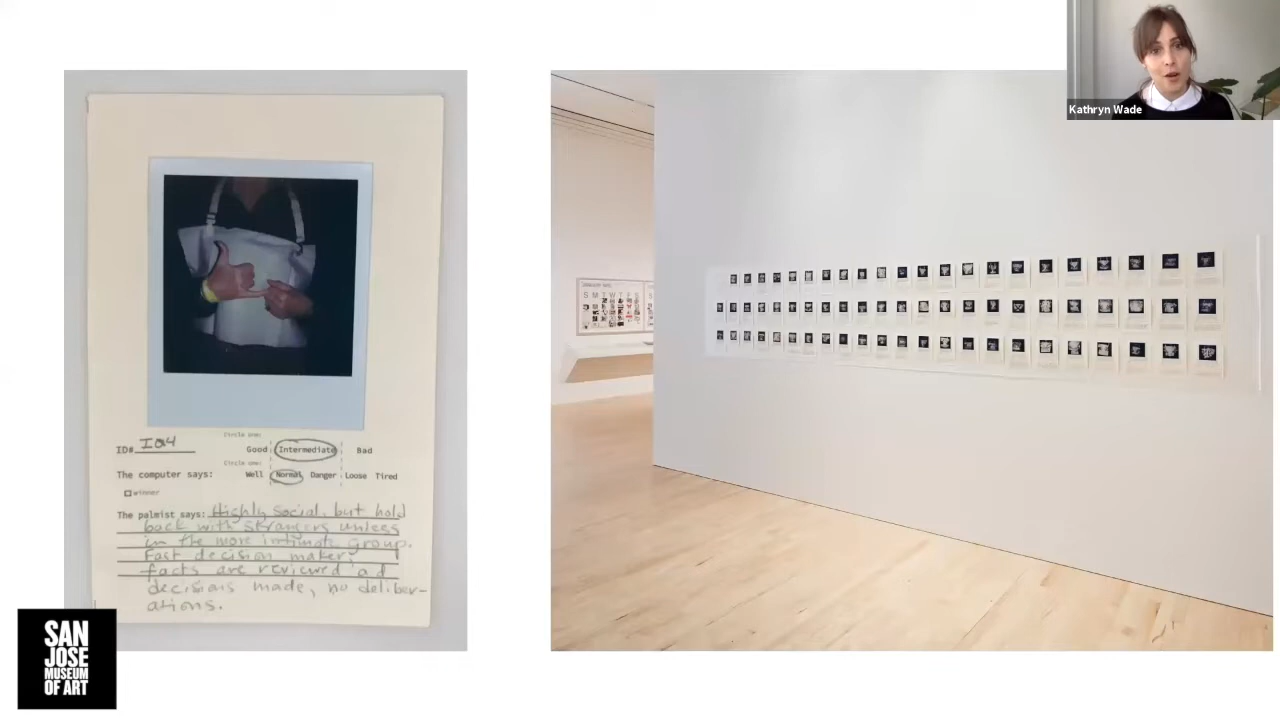 Kathryn Wade
Circle one:
ID# IQ4 Good Intermediate Bad
Circle one:
The computer says: Well Normal Danger Loose Tired
winner
The palmist says: Highly social, but hold
back with strangers unless
in the more intimate group.
Fast decision maker;
facts are reviewed ad
decisions made, no deliber-
ations.
S M T W T F S
SAN
JOSE
MUSEUM
OF ART